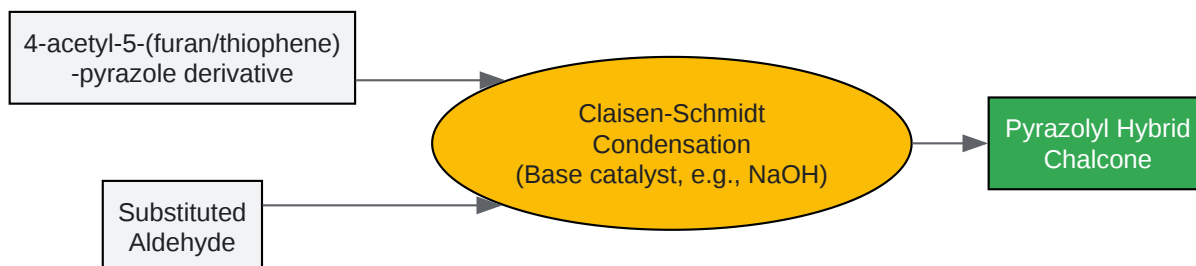 4-acetyl-5-(furan/thiophene)
-pyrazole derivative
Claisen-Schmidt
Condensation
(Base catalyst, e.g., NaOH)
Pyrazolyl Hybrid
Chalcone
Substituted
Aldehyde